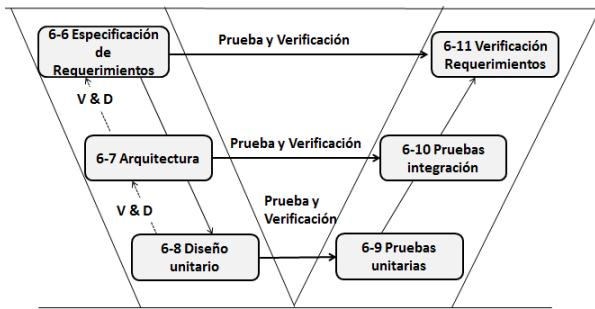 6-6 Especificación
de
Requerimientos
Prueba y Verificación
6-11 Verificación
Requerimientos
V & D
6-7 Arquitectura
Prueba y Verificación
6-10 Pruebas
integración
V & D
Prueba y
Verificación
6-8 Diseño
unitario
6-9 Pruebas
unitarias